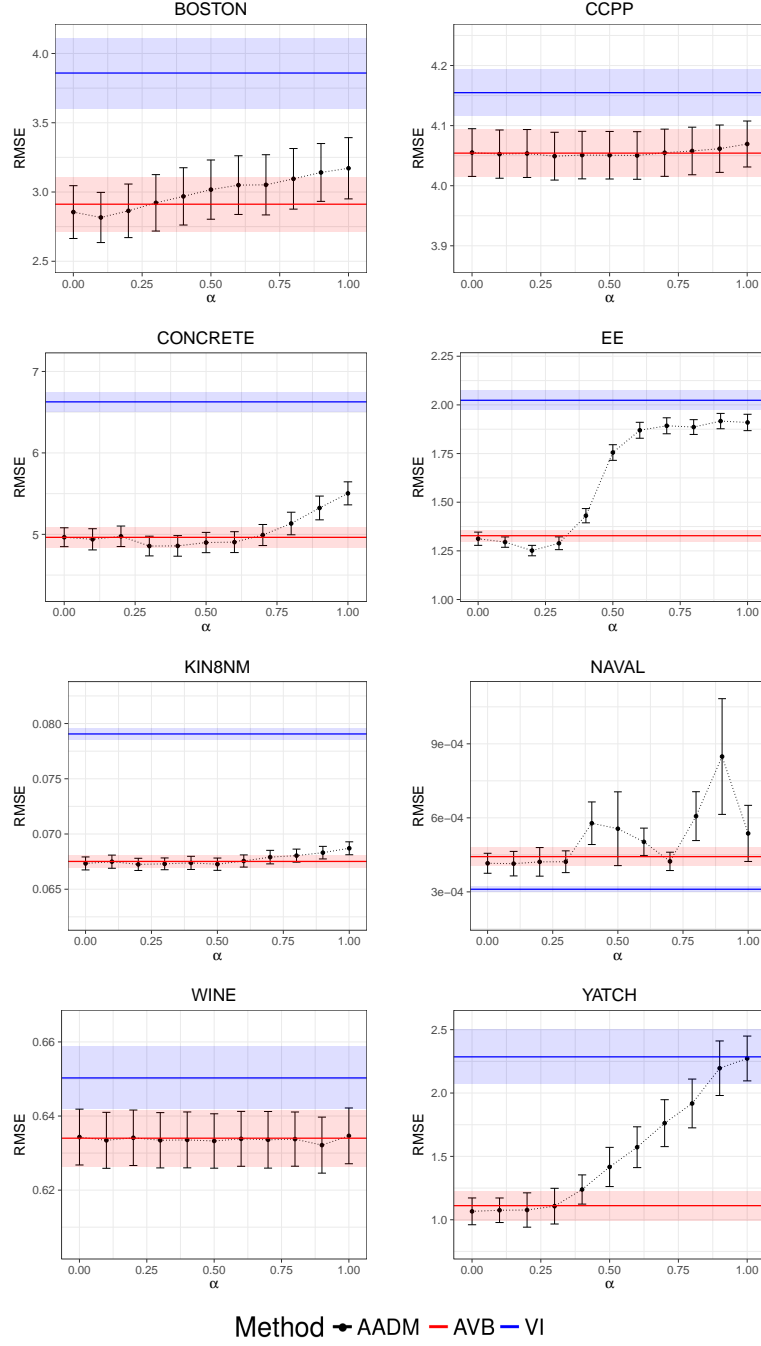 BOSTON
RMSE
4.0
3.5
3.0
2.5
0.00 0.25 0.50 0.75 1.00
α
CCPP
RMSE
4.2
4.1
4.0
3.9
0.00 0.25 0.50 0.75 1.00
α
CONCRETE
RMSE
7
6
5
0.00 0.25 0.50 0.75 1.00
α
EE
RMSE
2.25
2.00
1.75
1.50
1.25
1.00
0.00 0.25 0.50 0.75 1.00
α
KIN8NM
RMSE
0.080
0.075
0.070
0.065
0.00 0.25 0.50 0.75 1.00
α
NAVAL
RMSE
9e−04
6e−04
3e−04
0.00 0.25 0.50 0.75 1.00
α
WINE
RMSE
0.66
0.64
0.62
0.00 0.25 0.50 0.75 1.00
α
YATCH
RMSE
2.5
2.0
1.5
1.0
0.00 0.25 0.50 0.75 1.00
α
Method AADM AVB VI